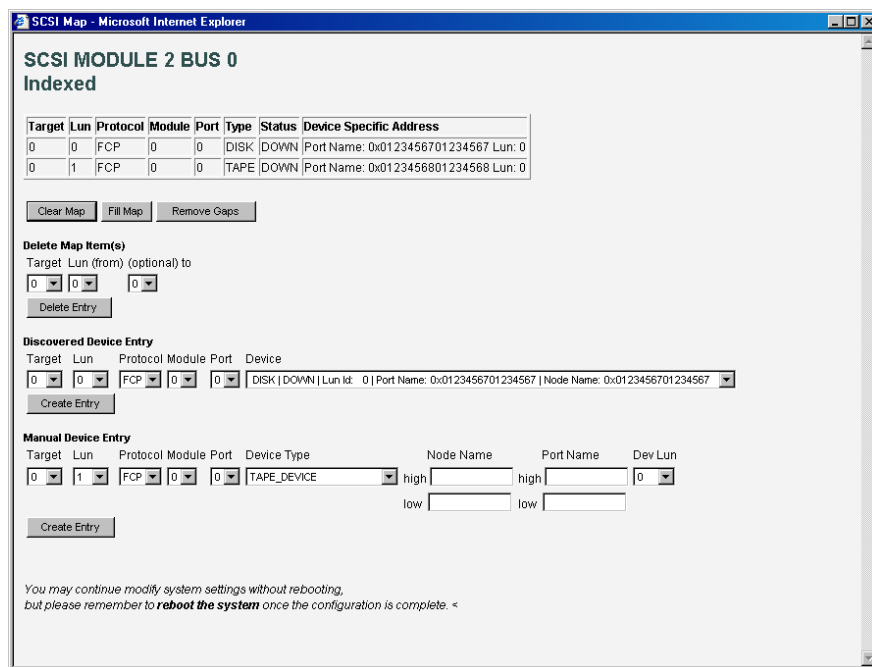 SCSI Map - Microsoft Internet Explorer
SCSI MODULE 2 BUS 0
Indexed
Target Lun Protocol Module Port Type Status Device Specific Address
0 0 FCP 0 0 DISK DOWN Port Name: 0x0123456701234567 Lun: 0
0 1 FCP 0 0 TAPE DOWN Port Name: 0x0123456801234568 Lun: 0
Clear Map Fill Map Remove Gaps
Delete Map Item(s)
Target Lun (from) (optional) to
0 0 0
Delete Entry
Discovered Device Entry
Target Lun Protocol Module Port Device
0 0 FCP 0 0 DISK | DOWN | Lun Id: 0 | Port Name: 0x0123456701234567 | Node Name: 0x0123456701234567
Create Entry
Manual Device Entry
Target Lun Protocol Module Port Device Type Node Name Port Name Dev Lun
0 1 FCP 0 0 TAPE_DEVICE high high 0
low low
Create Entry
You may continue modify system settings without rebooting,
but please remember to reboot the system once the configuration is complete. <